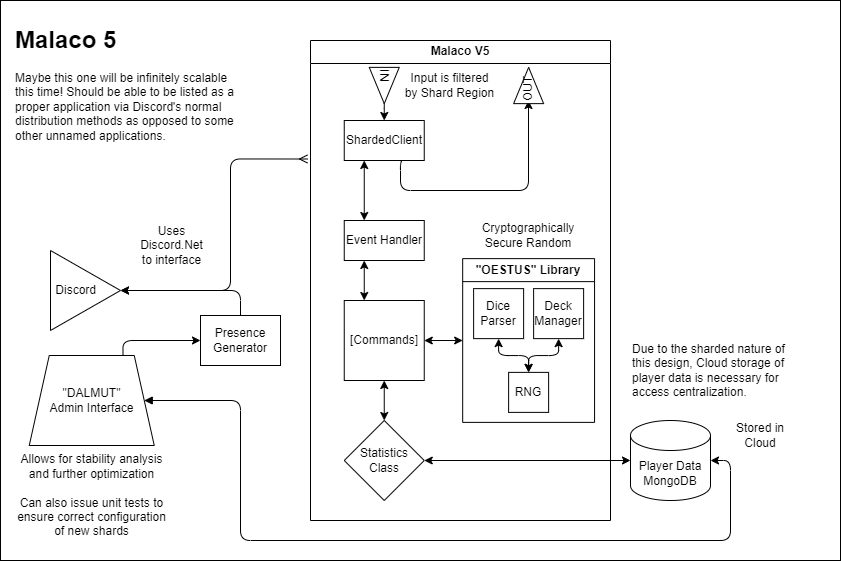 Malaco 5
Maybe this one will be infinitely scalable
this time! Should be able to be listed as a
proper application via Discord's normal
distribution methods as opposed to some
other unnamed applications.
Malaco V5
IN
Input is filtered
by Shard Region
OUT
ShardedClient
Event Handler
[Commands]
Statistics
Class
Cryptographically
Secure Random
"OESTUS" Library
Dice
Parser
Deck
Manager
RNG
Uses
Discord.Net
to interface
Discord
Presence
Generator
"DALMUT"
Admin Interface
Allows for stability analysis
and further optimization
Can also issue unit tests to
ensure correct configuration
of new shards
Due to the sharded nature of
this design, Cloud storage of
player data is necessary for
access centralization.
Stored in
Cloud
Player Data
MongoDB